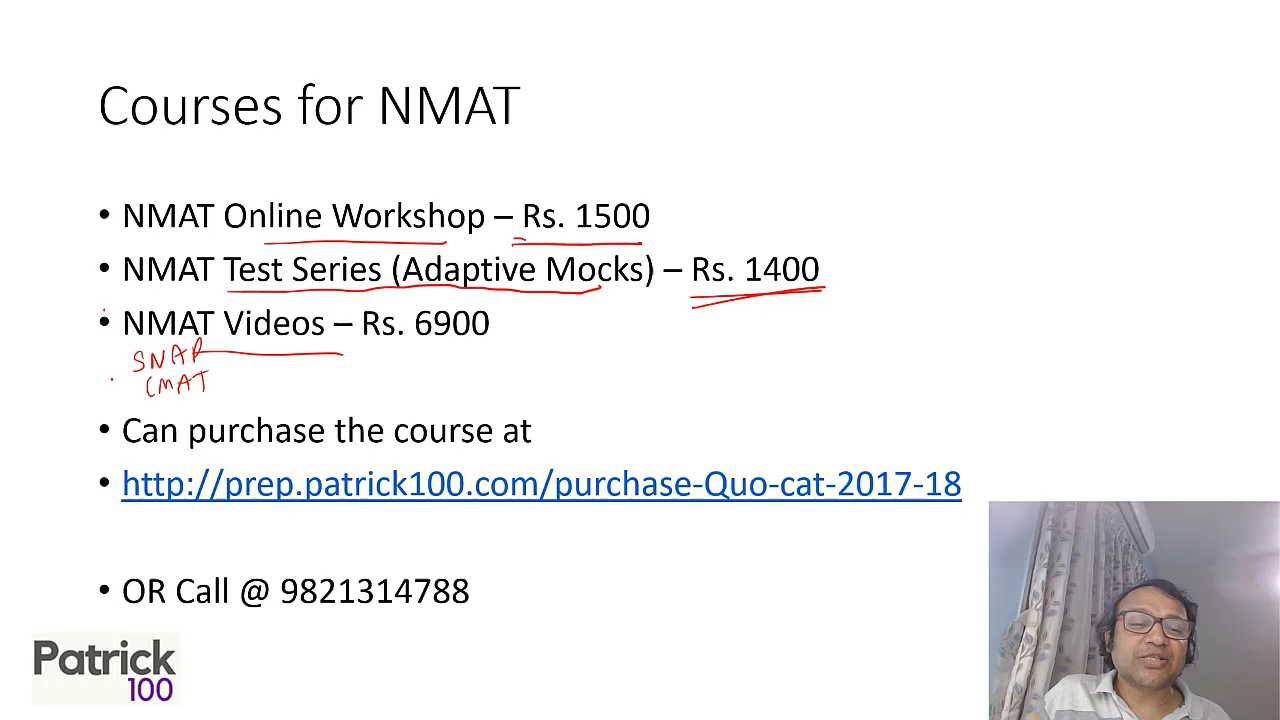 Courses for NMAT
• NMAT Online Workshop – Rs. 1500
• NMAT Test Series (Adaptive Mocks) – Rs. 1400
• NMAT Videos – Rs. 6900
SNAP
CMAT
• Can purchase the course at
• http://prep.patrick100.com/purchase-Quo-cat-2017-18
• OR Call @ 9821314788
Patrick
100